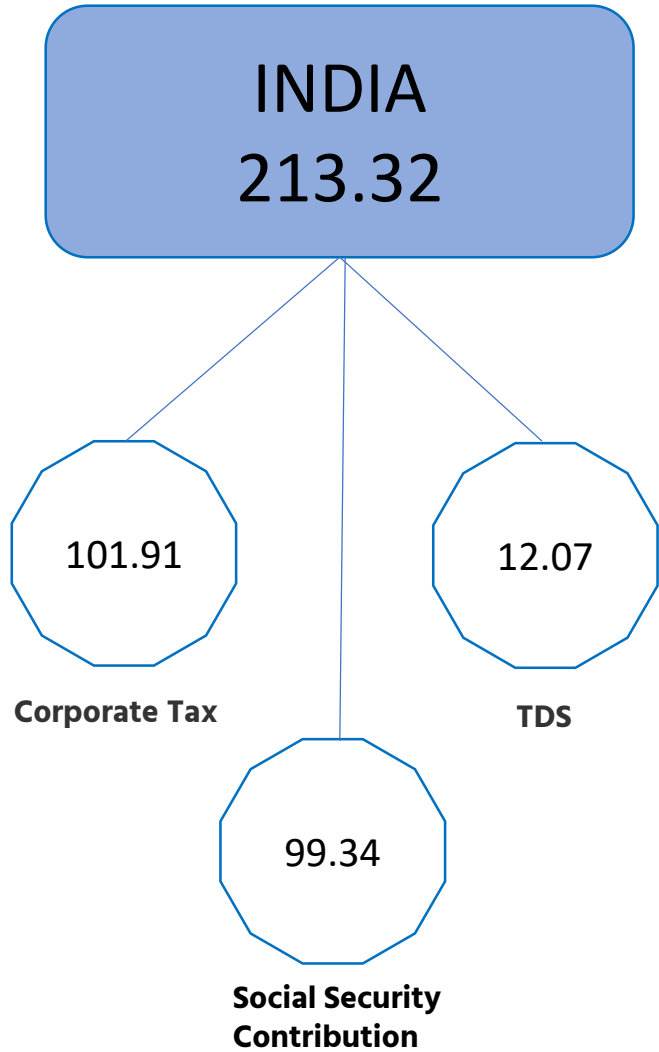 INDIA
213.32
101.91
12.07
Corporate Tax
TDS
99.34
Social Security
Contribution